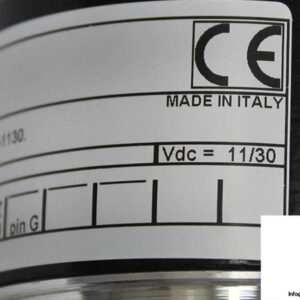 CE
MADE IN ITALY
1130.
Vdc = 11/30
pin G